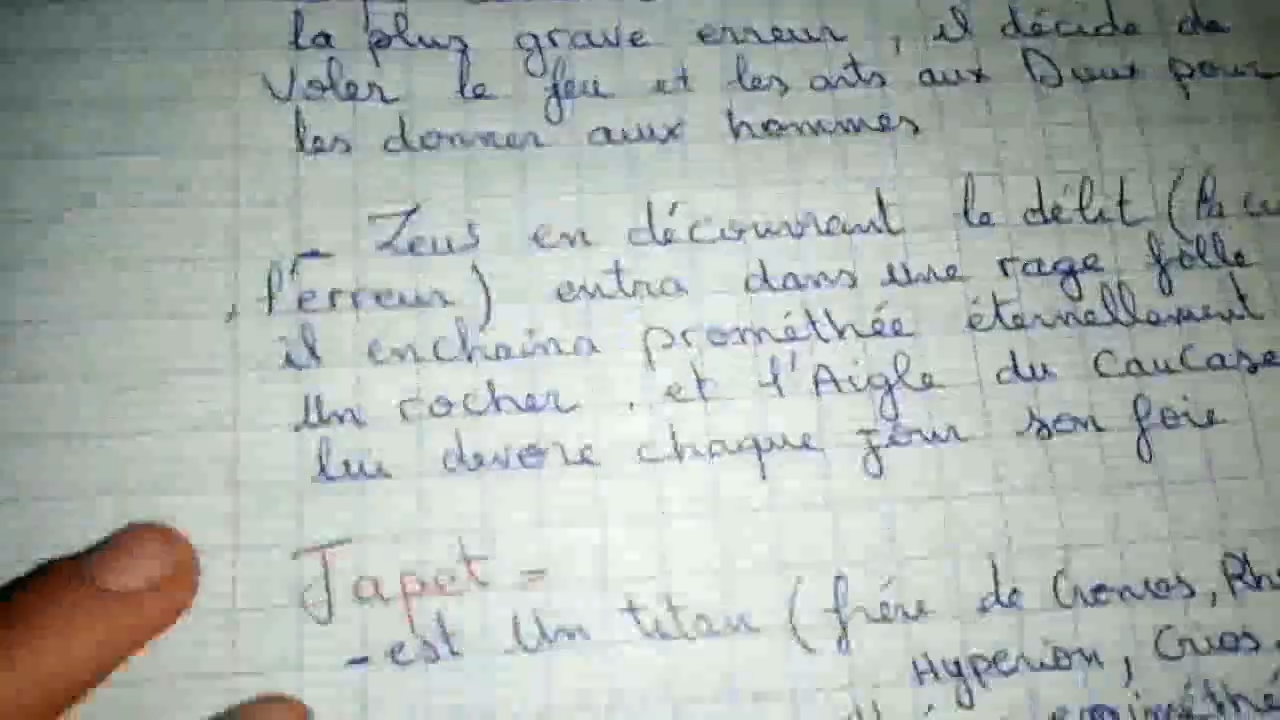 la plus grave erreur, il décide de
voler le feu et les arts aux Dieux pour
les donner aux hommes
- Zeus en découvrant le délit (
l'erreur) entra dans une rage folle
il enchaina prométhée éternellement
un rocher. et l'Aigle du Caucase
lui devore chaque jour son foie
Japet =
- est un titan (frére de Cronos, Rh
Hyperion, Crios